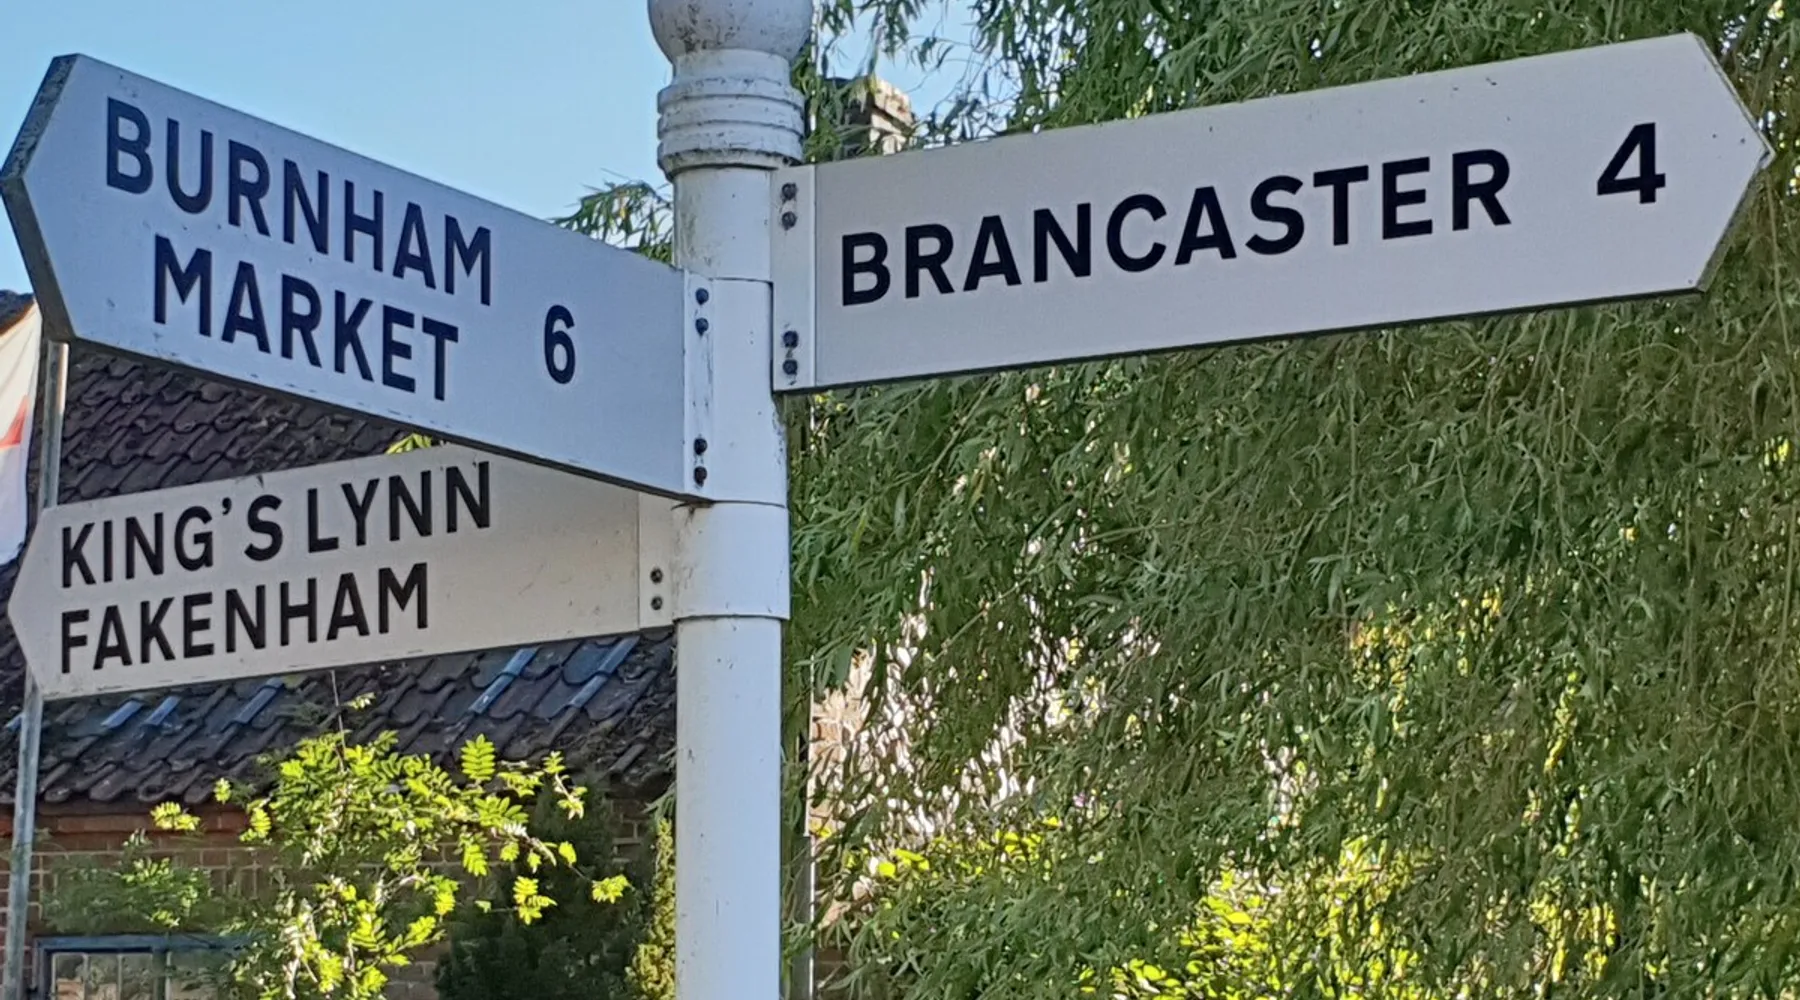 BURNHAM
MARKET 6
BRANCASTER 4
KING'S LYNN
FAKENHAM